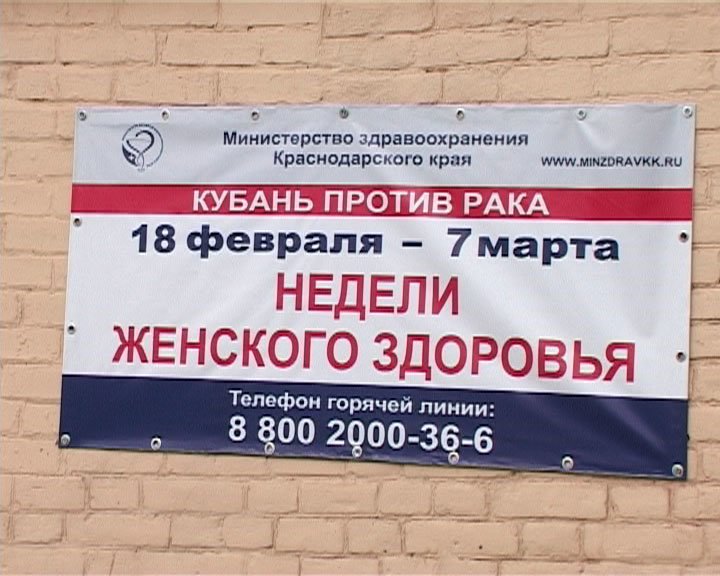 Министерство здравоохранения
Краснодарского края
WWW.MINZDRAVKK.RU
КУБАНЬ ПРОТИВ РАКА
18 февраля – 7 марта
НЕДЕЛИ
ЖЕНСКОГО ЗДОРОВЬЯ
Телефон горячей линии:
8 800 2000-36-6